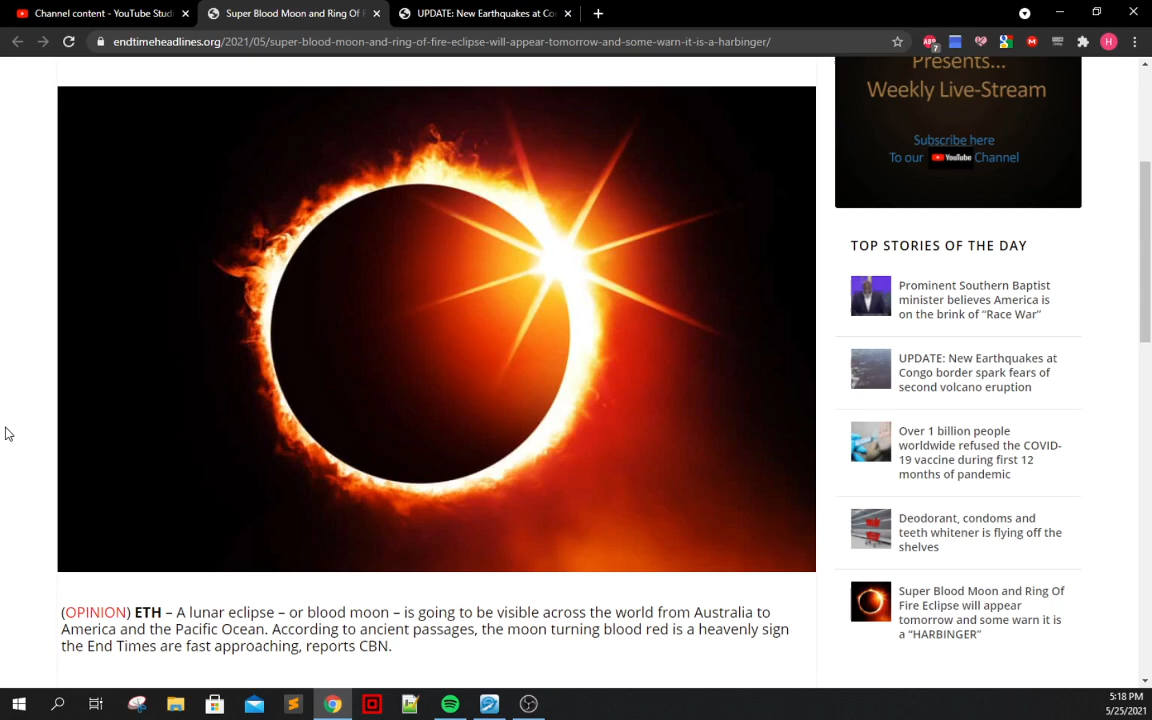 Channel content - YouTube Studi
Super Blood Moon and Ring Of F
UPDATE: New Earthquakes at Co
endtimeheadlines.org/2021/05/super-blood-moon-and-ring-of-fire-eclipse-will-appear-tomorrow-and-some-warn-it-is-a-harbinger/
ABP
7
M
H
Presents...
Weekly Live-Stream
Subscribe here
To our YouTube Channel
TOP STORIES OF THE DAY
Prominent Southern Baptist
minister believes America is
on the brink of “Race War”
UPDATE: New Earthquakes at
Congo border spark fears of
second volcano eruption
Over 1 billion people
worldwide refused the COVID-
19 vaccine during first 12
months of pandemic
Deodorant, condoms and
teeth whitener is flying off the
shelves
Super Blood Moon and Ring Of
Fire Eclipse will appear
tomorrow and some warn it is
a “HARBINGER”
(OPINION) ETH – A lunar eclipse – or blood moon – is going to be visible across the world from Australia to
America and the Pacific Ocean. According to ancient passages, the moon turning blood red is a heavenly sign
the End Times are fast approaching, reports CBN.
5:18 PM
5/25/2021